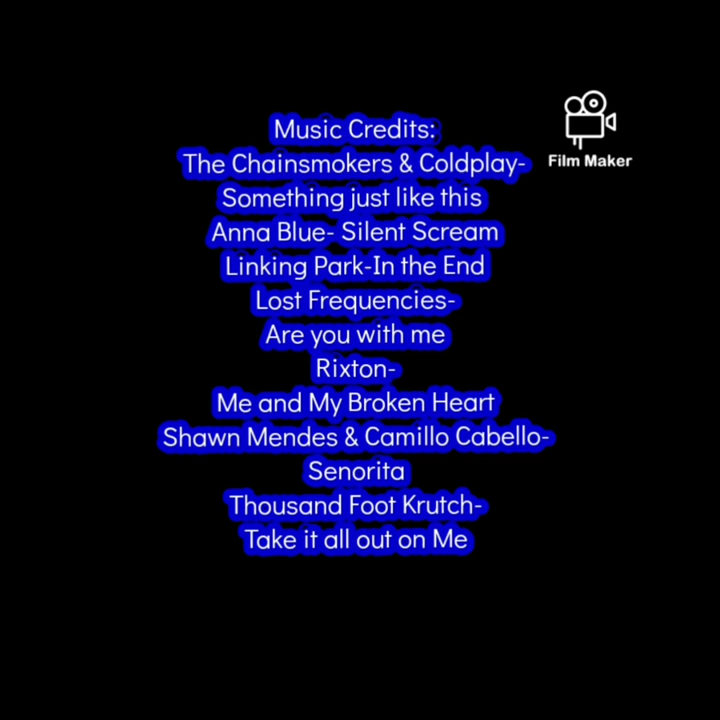 Music Credits:
Film Maker
The Chainsmokers & Coldplay-
Something just like this
Anna Blue- Silent Scream
Linking Park-In the End
Lost Frequencies-
Are you with me
Rixton-
Me and My Broken Heart
Shawn Mendes & Camillo Cabello-
Senorita
Thousand Foot Krutch-
Take it all out on Me